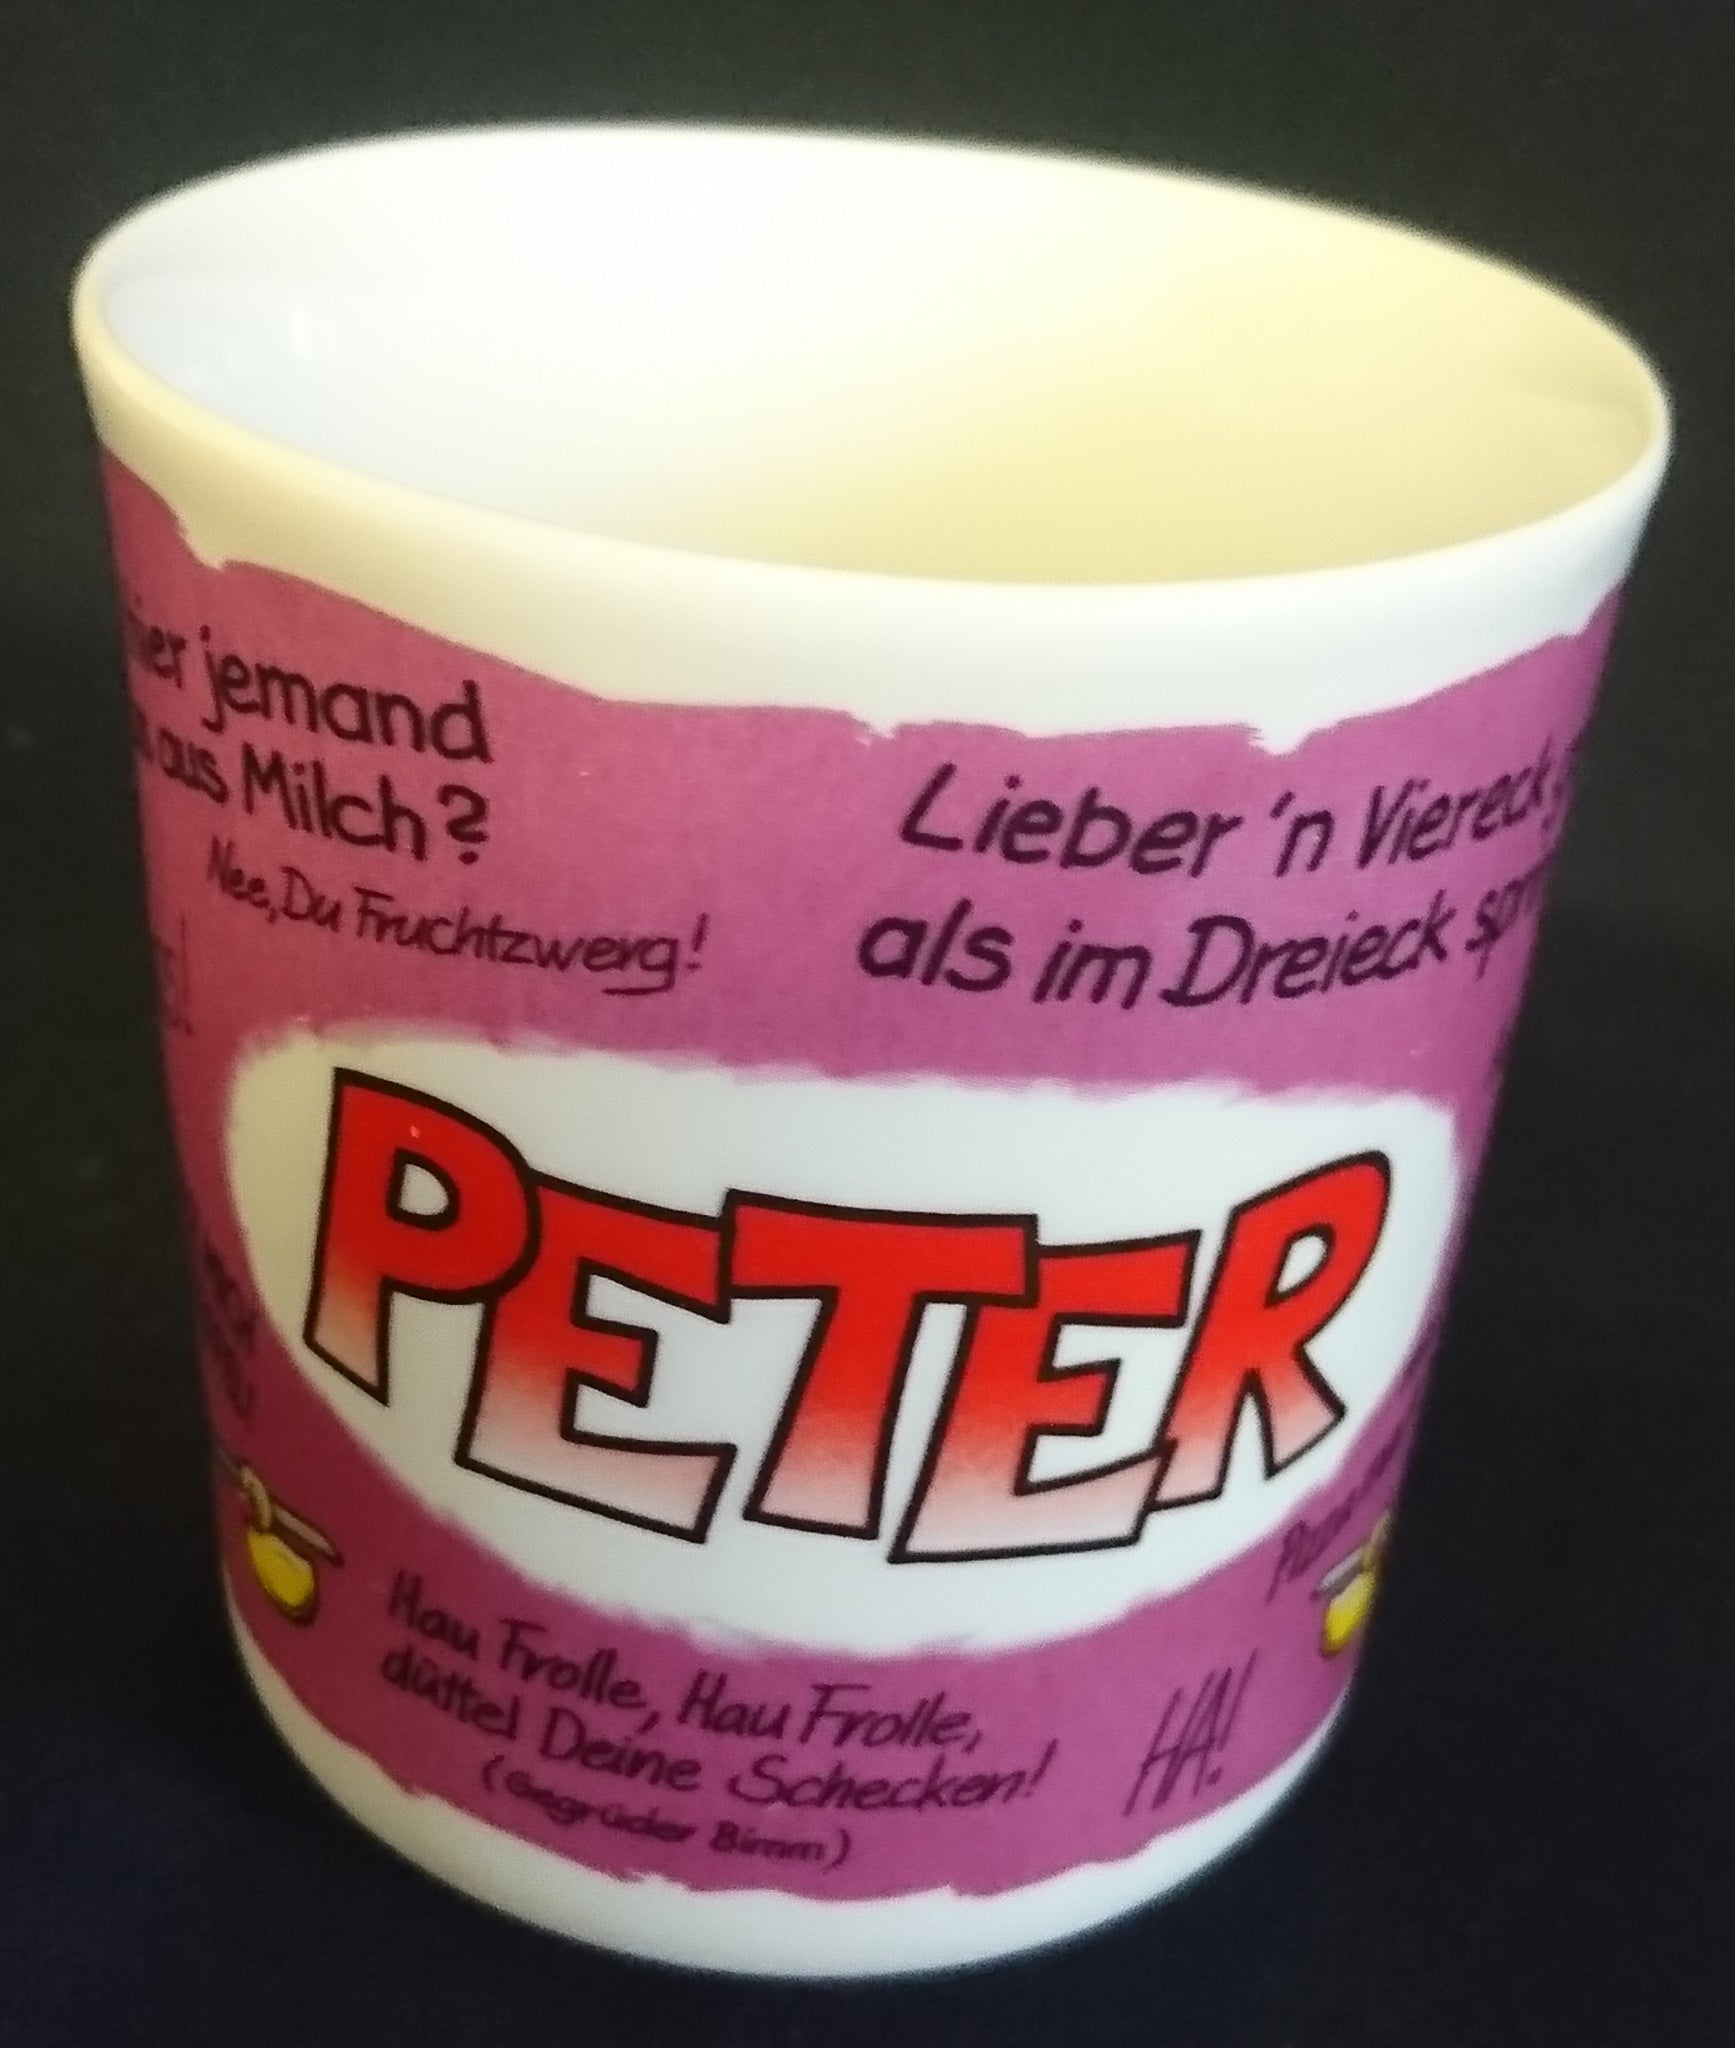 jemand
aus Milch?
Nee, Du Fruchtzwerg!
Lieber 'n Viereck
als im Dreieck
PETER
Hau Frolle, Hau Frolle,
düttel Deine Schecken!
(Gegrüder Bimm)
HA!